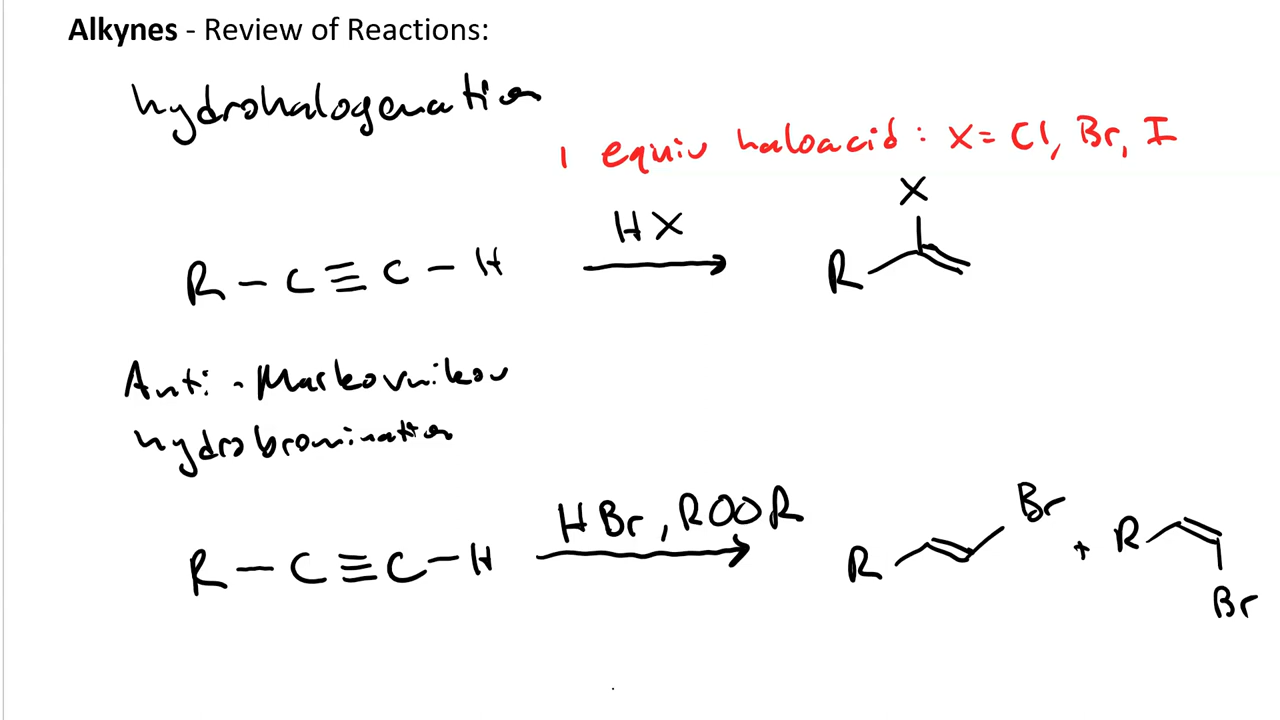 Alkynes - Review of Reactions:
hydrohalogenation
1 equiv haloacid : X = Cl, Br, I
X
HX
R - C ≡ C - H
R
Anti - Markovnikov
hydrobromination
HBr, ROOR
Br
R - C ≡ C - H
R
+ R
Br